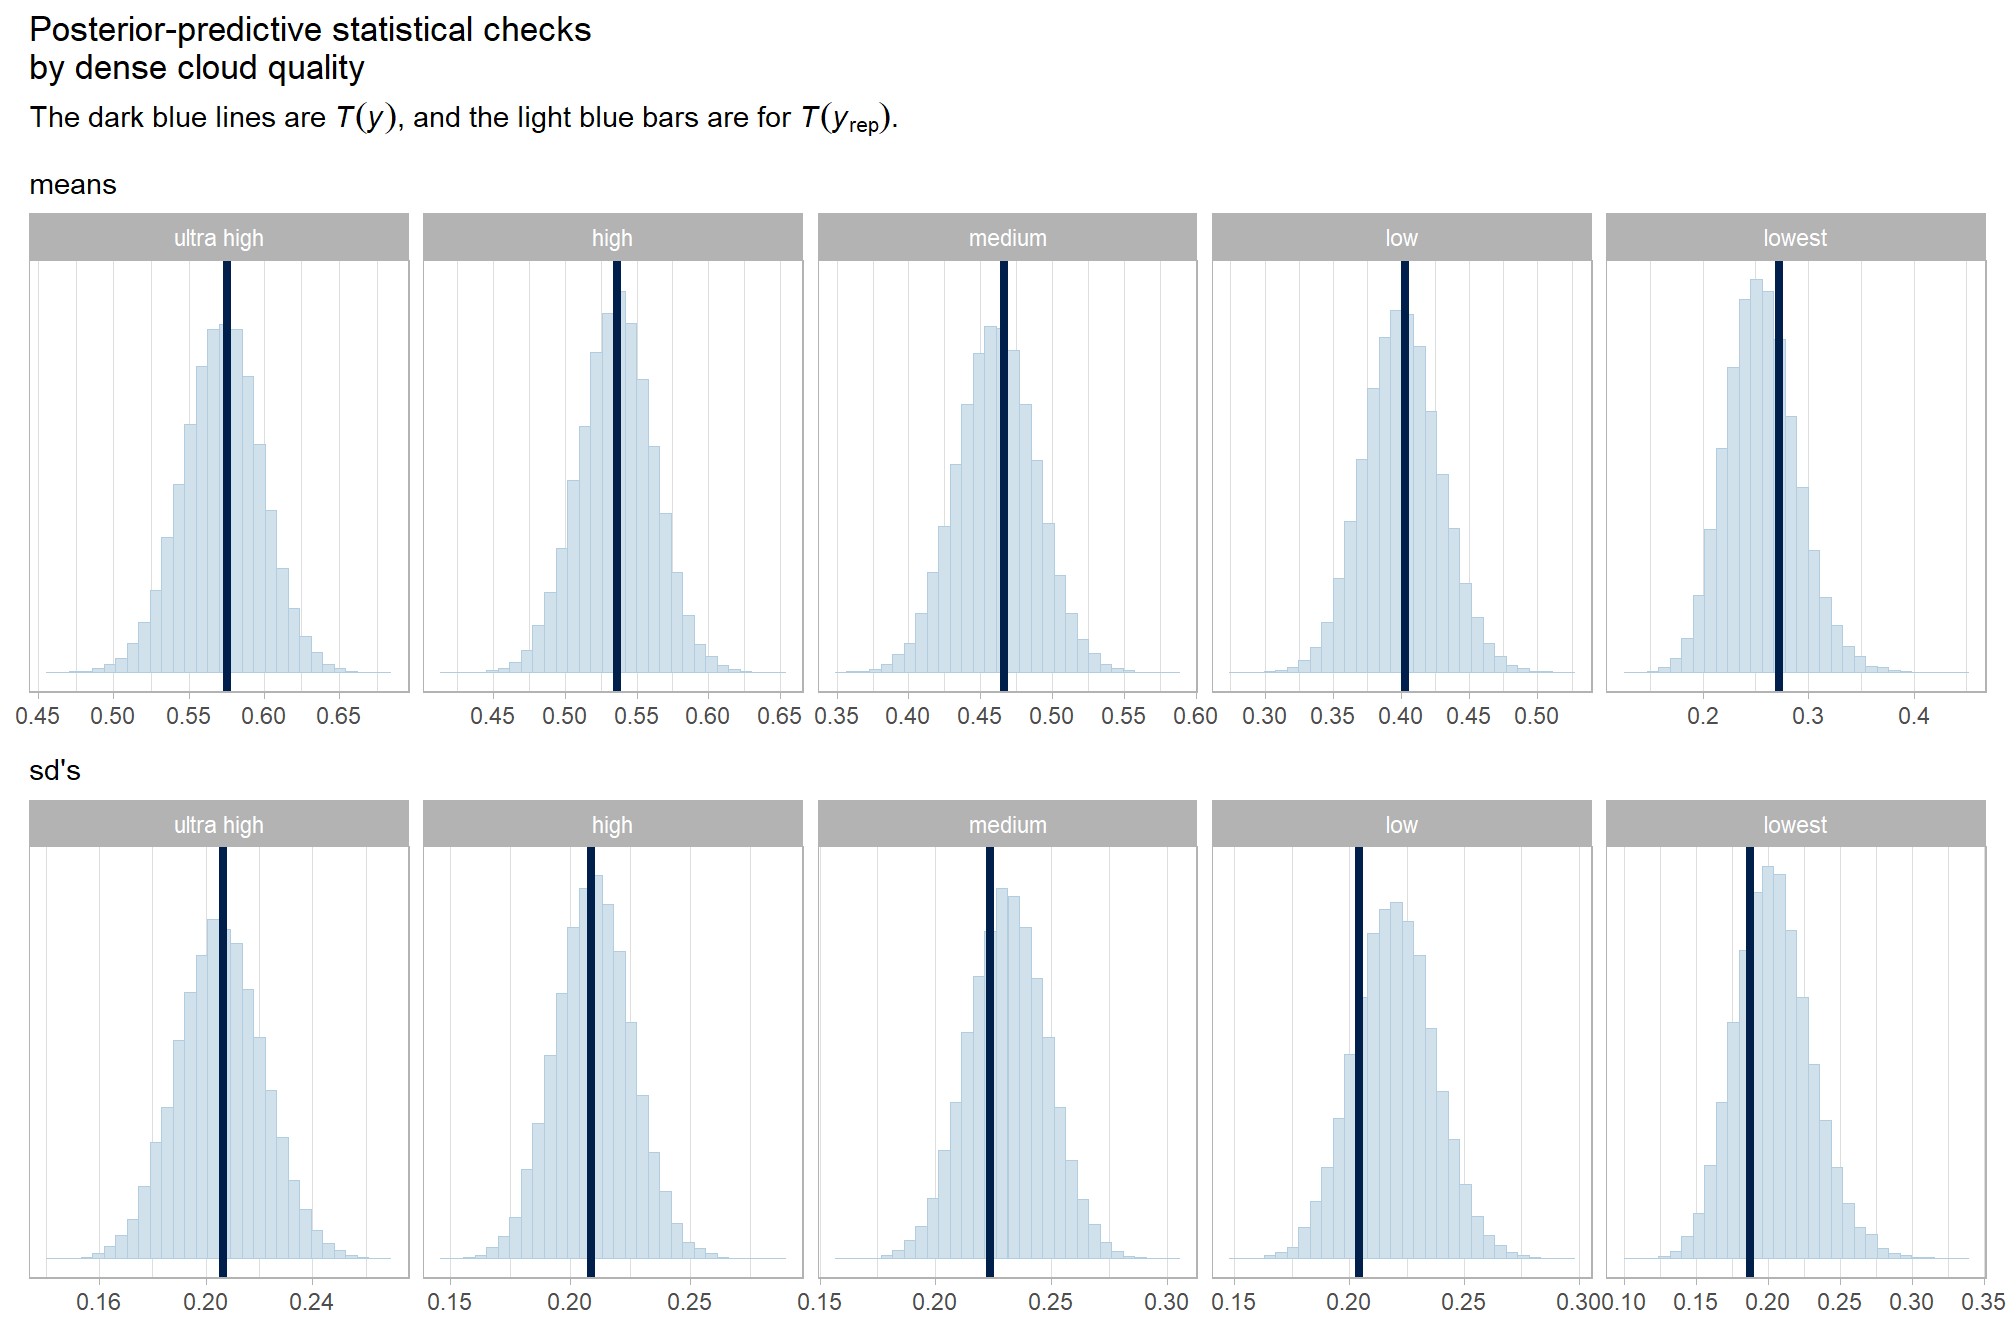 Posterior-predictive statistical checks
by dense cloud quality
The dark blue lines are T(y), and the light blue bars are for T(yrep).
means
ultra high high medium low lowest
0.45 0.50 0.55 0.60 0.65 0.45 0.50 0.55 0.60 0.65 0.35 0.40 0.45 0.50 0.55 0.60 0.30 0.35 0.40 0.45 0.50 0.2 0.3 0.4
sd's
ultra high high medium low lowest
0.16 0.20 0.24 0.15 0.20 0.25 0.15 0.20 0.25 0.30 0.15 0.20 0.25 0.30 0.10 0.15 0.20 0.25 0.30 0.35